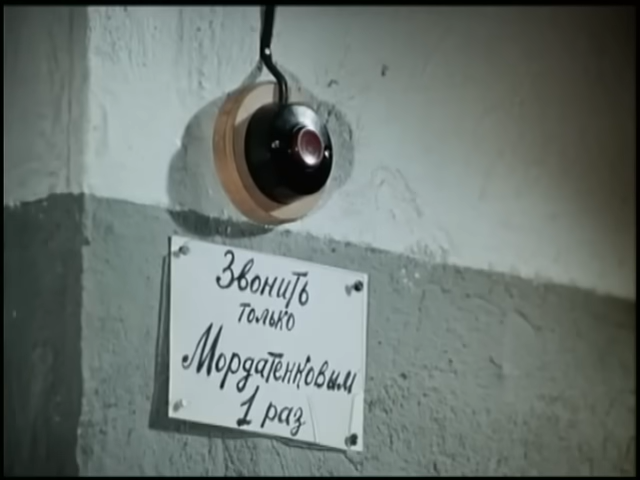 Звонить
только
Мордатенковым
1 раз